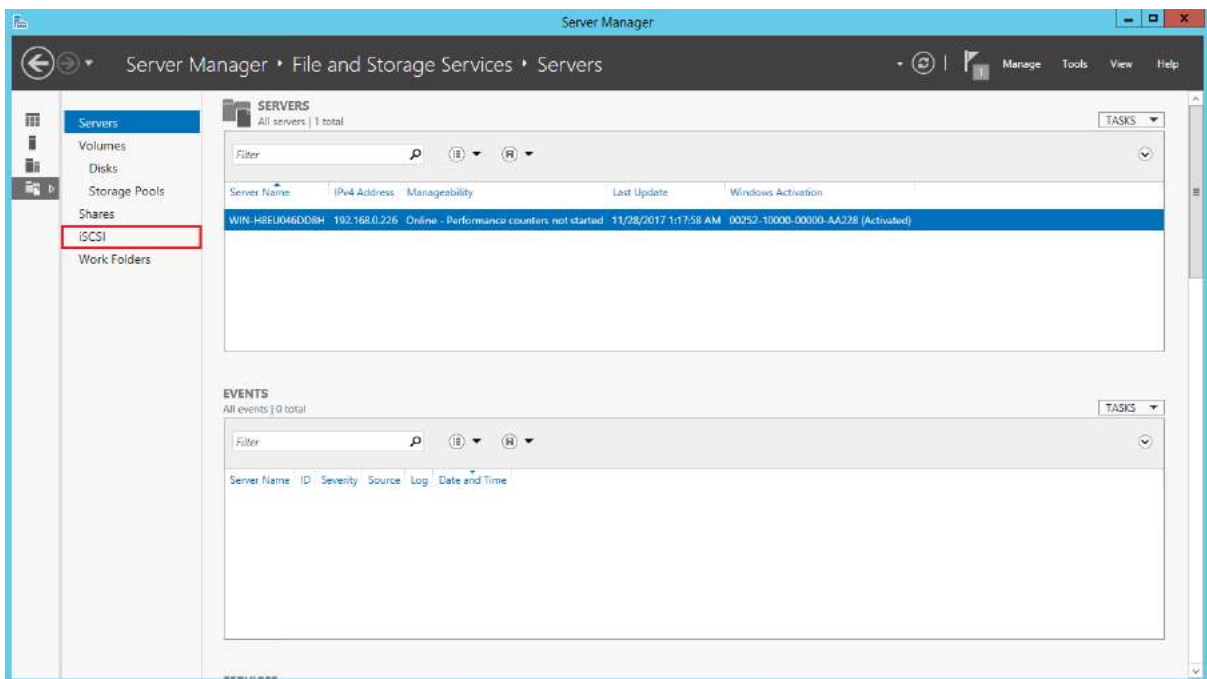 Server Manager
Server Manager • File and Storage Services • Servers
1
Manage Tools View Help
Servers
Volumes
Disks
Storage Pools
Shares
iSCSI
Work Folders
SERVERS
All servers | 1 total
TASKS
Filter
Server Name IPv4 Address Manageability Last Update Windows Activation
WIN-H8EU046DD8H 192.168.0.226 Online - Performance counters not started 11/28/2017 1:17:58 AM 00252-10000-00000-AA228 (Activated)
EVENTS
All events | 0 total
TASKS
Filter
Server Name ID Severity Source Log Date and Time